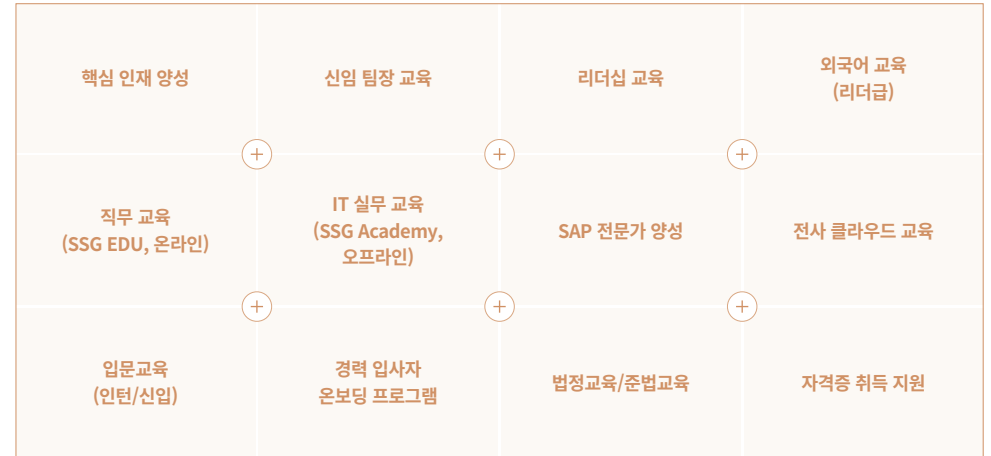 핵심 인재 양성
신임 팀장 교육
리더십 교육
외국어 교육
(리더급)
직무 교육
(SSG EDU, 온라인)
IT 실무 교육
(SSG Academy,
오프라인)
SAP 전문가 양성
전사 클라우드 교육
입문교육
(인턴/신입)
경력 입사자
온보딩 프로그램
법정교육/준법교육
자격증 취득 지원